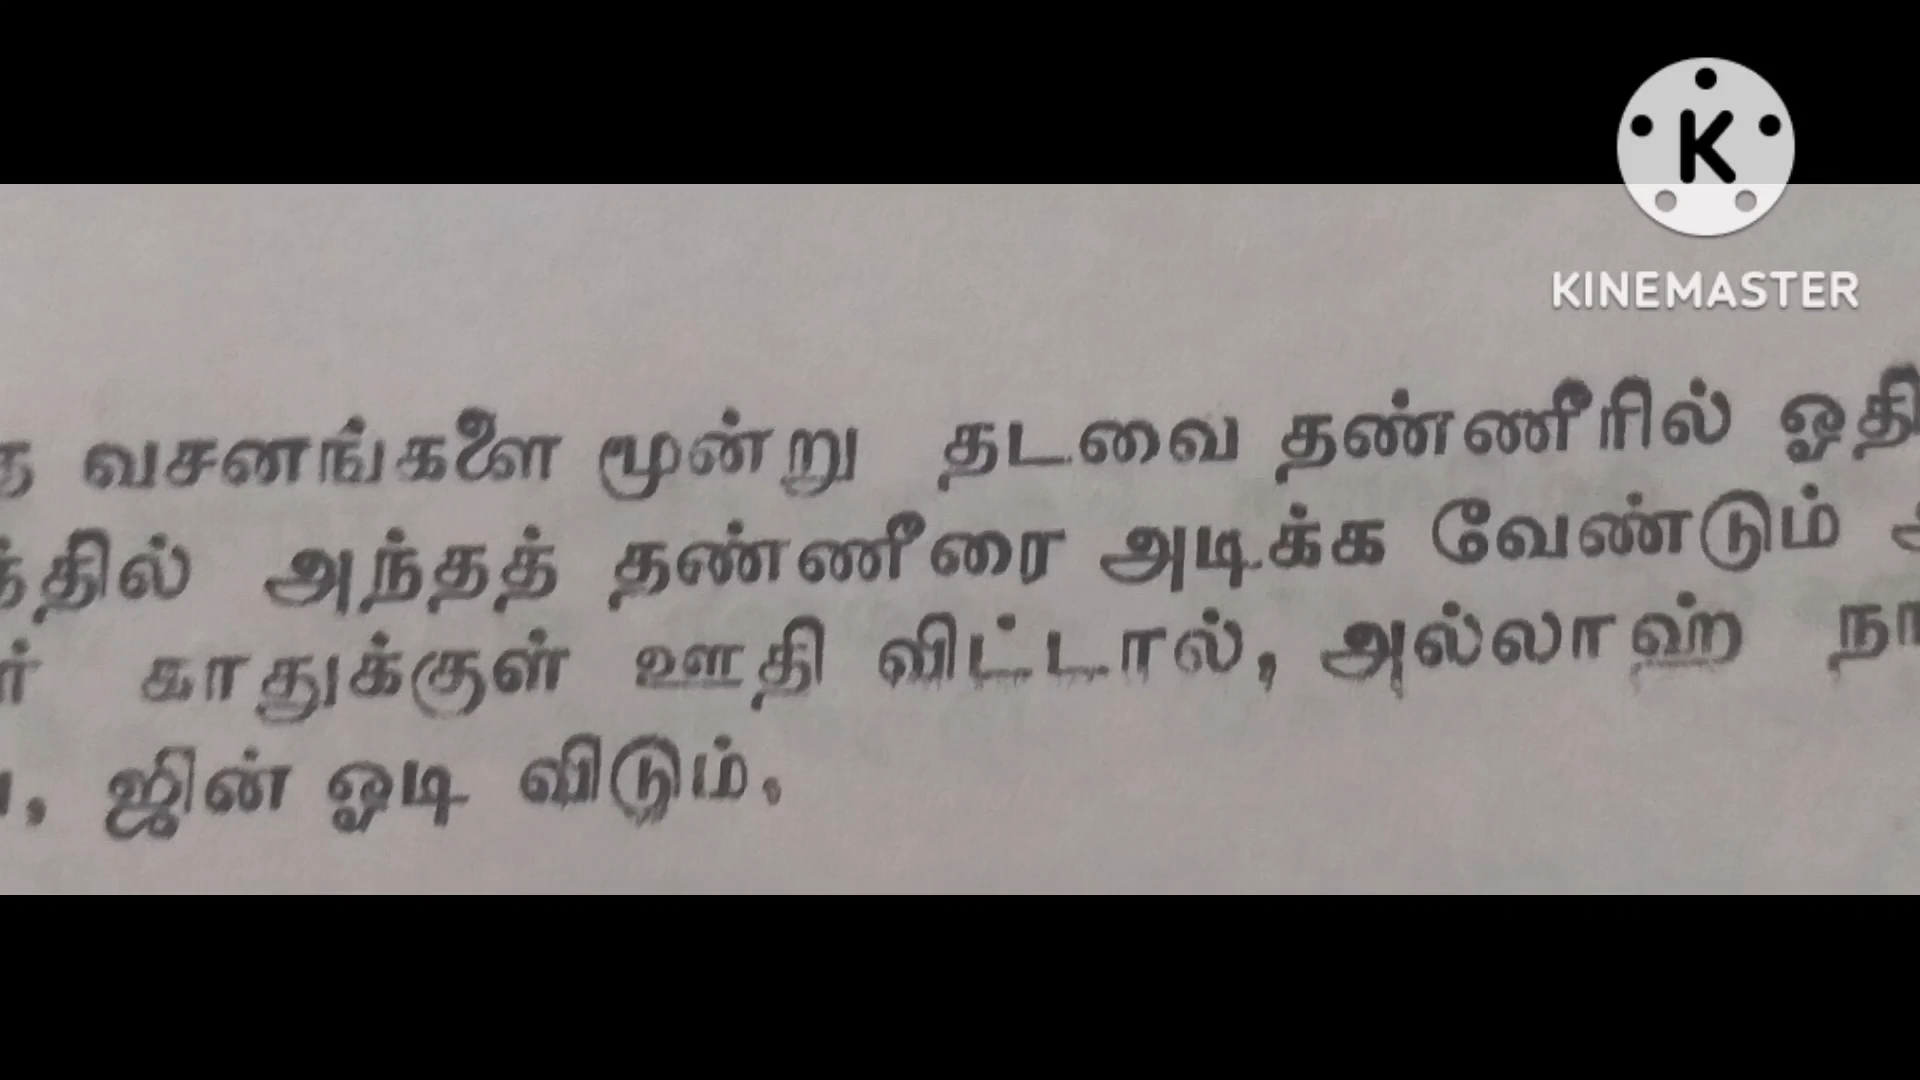 KINEMASTER
வசனங்களை மூன்று தடவை தண்ணீரில் ஓதி
அந்தத் தண்ணீரை அடிக்க வேண்டும்
காதுக்குள் ஊதி விட்டால், அல்லாஹ்
ஜின் ஓடி விடும்.